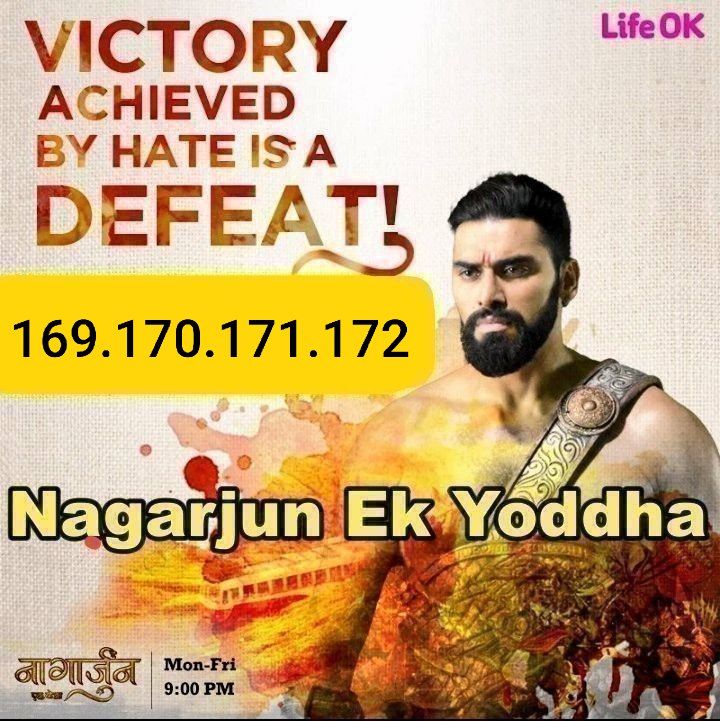 Life OK
VICTORY
ACHIEVED
BY HATE IS A
DEFEAT!
169.170.171.172
Nagarjun Ek Yoddha
नागार्जुन
एक योद्धा
Mon-Fri
9:00 PM